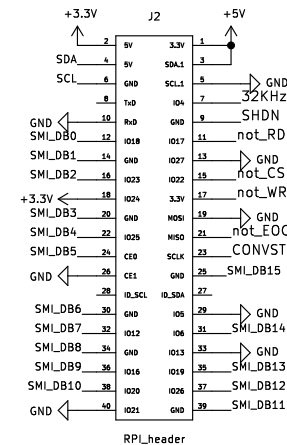 +3.3V J2 +5V
2 5V 3.3V 1
SDA 4 5V SDA.1 3
SCL 6 GND SCL.1 5 GND
8 TxD IO4 7 32KHz
GND 10 RxD GND 9 SHDN
SMI_DB0 12 IO18 IO17 11 not_RD
SMI_DB1 14 GND IO27 13 GND
SMI_DB2 16 IO23 IO22 15 not_CS
+3.3V 18 IO24 3.3V 17 not_WR
SMI_DB3 20 GND MOSI 19 GND
SMI_DB4 22 IO25 MISO 21 not_EOC
SMI_DB5 24 CE0 SCLK 23 CONVST
GND 26 CE1 GND 25 SMI_DB15
28 ID_SCL ID_SDA 27
SMI_DB6 30 GND IO5 29 GND
SMI_DB7 32 IO12 IO6 31 SMI_DB14
SMI_DB8 34 GND IO13 33 GND
SMI_DB9 36 IO16 IO19 35 SMI_DB13
SMI_DB10 38 IO20 IO26 37 SMI_DB12
GND 40 IO21 GND 39 SMI_DB11
RPI_header